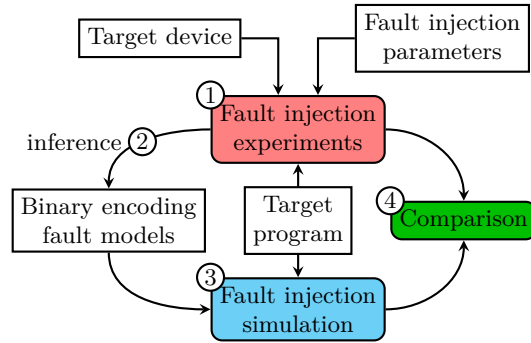 Target device
Fault injection
parameters
1
Fault injection
experiments
inference 2
Binary encoding
fault models
Target
program
4
Comparison
3
Fault injection
simulation